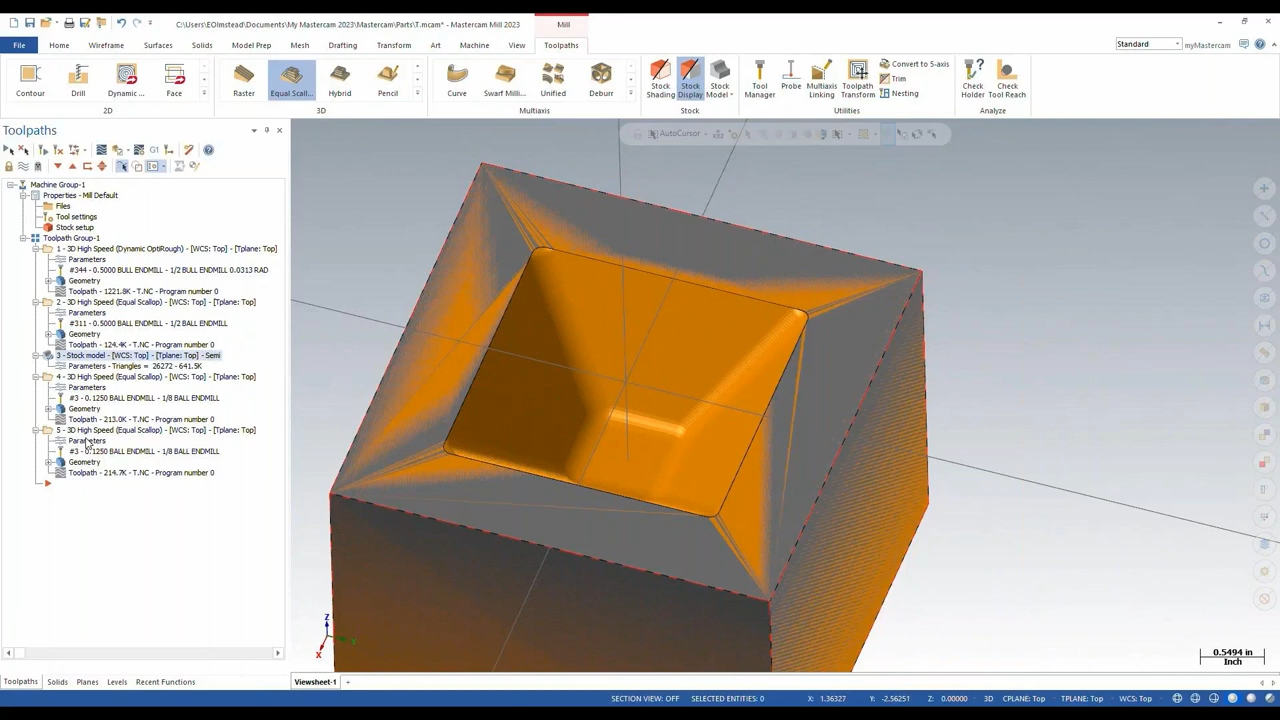 C:\Users\EOlmstead\Documents\My Mastercam 2023\Mastercam\Parts\T.mcam* - Mastercam Mill 2023
Mill
File Home Wireframe Surfaces Solids Model Prep Mesh Drafting Transform Art Machine View Toolpaths
Standard
myMastercam
Contour Drill Dynamic ... Face
2D
Raster Equal Scall... Hybrid Pencil
3D
Curve Swarf Milli... Unified Deburr
Multiaxis
Stock Shading
Stock Display
Stock Model
Stock
Tool Manager
Probe
Multiaxis Linking
Toolpath Transform
Convert to 5-axis
Trim
Nesting
Utilities
Check Holder
Check Tool Reach
Analyze
AutoCursor
Toolpaths
G1
Machine Group-1
Properties - Mill Default
Files
Tool settings
Stock setup
Toolpath Group-1
1 - 3D High Speed (Dynamic OptiRough) - [WCS: Top] - [Tplane: Top]
Parameters
#344 - 0.5000 BULL ENDMILL - 1/2 BULL ENDMILL 0.0313 RAD
Geometry
Toolpath - 1221.8K - T.NC - Program number 0
2 - 3D High Speed (Equal Scallop) - [WCS: Top] - [Tplane: Top]
Parameters
#311 - 0.5000 BALL ENDMILL - 1/2 BALL ENDMILL
Geometry
Toolpath - 124.4K - T.NC - Program number 0
3 - Stock model - [WCS: Top] - [Tplane: Top] - Semi
Parameters - Triangles = 26272 - 641.5K
4 - 3D High Speed (Equal Scallop) - [WCS: Top] - [Tplane: Top]
Parameters
#3 - 0.1250 BALL ENDMILL - 1/8 BALL ENDMILL
Geometry
Toolpath - 213.0K - T.NC - Program number 0
5 - 3D High Speed (Equal Scallop) - [WCS: Top] - [Tplane: Top]
Parameters
#3 - 0.1250 BALL ENDMILL - 1/8 BALL ENDMILL
Geometry
Toolpath - 214.7K - T.NC - Program number 0
Z
X
Y
0.5494 in
Inch
Toolpaths Solids Planes Levels Recent Functions
Viewsheet-1 +
SECTION VIEW: OFF SELECTED ENTITIES: 0 X: 1.36327 Y: -2.56251 Z: 0.00000 3D CPLANE: Top TPLANE: Top WCS: Top